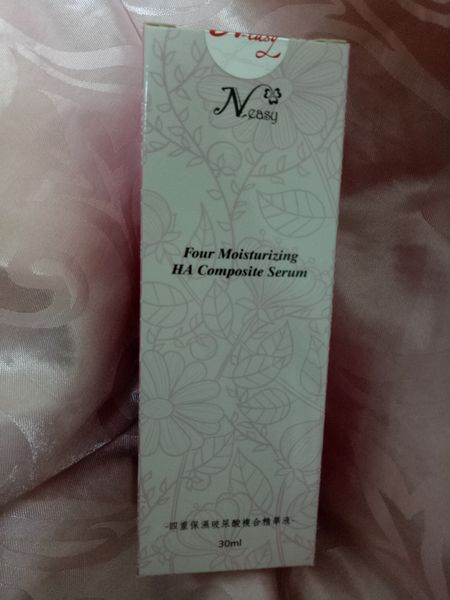 N-easy
N-easy
Four Moisturizing
HA Composite Serum
-四重保濕玻尿酸複合精華液-
30ml